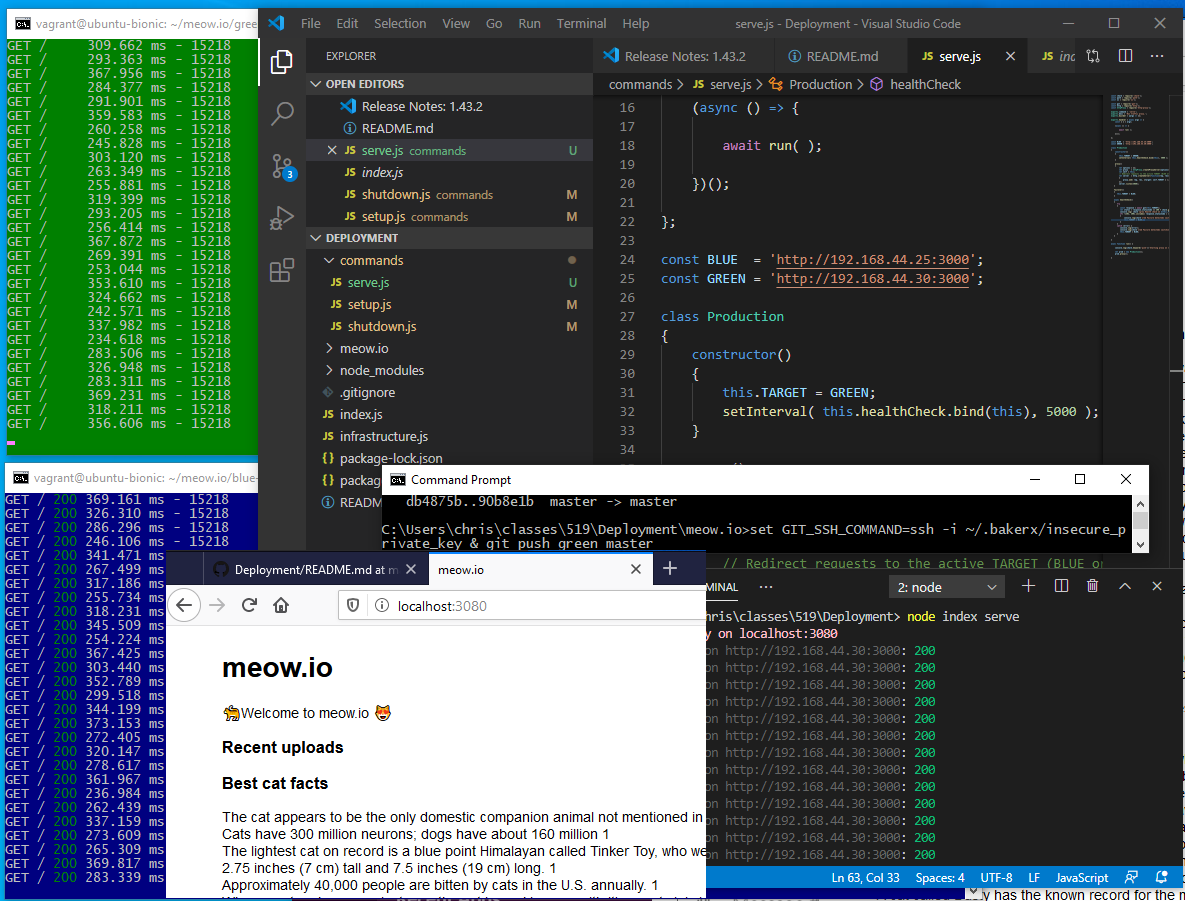 vagrant@ubuntu-bionic: ~/meow.io/gree
GET / 309.662 ms - 15218
GET / 293.363 ms - 15218
GET / 367.956 ms - 15218
GET / 284.377 ms - 15218
GET / 291.901 ms - 15218
GET / 359.583 ms - 15218
GET / 260.258 ms - 15218
GET / 245.828 ms - 15218
GET / 303.120 ms - 15218
GET / 263.349 ms - 15218
GET / 255.881 ms - 15218
GET / 319.399 ms - 15218
GET / 293.205 ms - 15218
GET / 256.414 ms - 15218
GET / 367.872 ms - 15218
GET / 269.391 ms - 15218
GET / 253.044 ms - 15218
GET / 353.610 ms - 15218
GET / 324.662 ms - 15218
GET / 242.571 ms - 15218
GET / 337.982 ms - 15218
GET / 234.618 ms - 15218
GET / 283.506 ms - 15218
GET / 326.948 ms - 15218
GET / 283.311 ms - 15218
GET / 369.231 ms - 15218
GET / 318.211 ms - 15218
GET / 356.606 ms - 15218
vagrant@ubuntu-bionic: ~/meow.io/blue-
GET / 200 369.161 ms - 15218
GET / 200 326.310 ms - 15218
GET / 200 286.296 ms - 15218
GET / 200 246.106 ms - 15218
GET / 200 341.471 ms
GET / 200 267.499 ms
GET / 200 317.186 ms
GET / 200 255.734 ms
GET / 200 318.231 ms
GET / 200 345.509 ms
GET / 200 254.224 ms
GET / 200 367.425 ms
GET / 200 303.440 ms
GET / 200 352.789 ms
GET / 200 299.518 ms
GET / 200 344.199 ms
GET / 200 373.153 ms
GET / 200 272.405 ms
GET / 200 320.147 ms
GET / 200 278.617 ms
GET / 200 361.967 ms
GET / 200 236.984 ms
GET / 200 262.439 ms
GET / 200 337.159 ms
GET / 200 273.609 ms
GET / 200 265.309 ms
GET / 200 369.817 ms
GET / 200 283.339 ms
File Edit Selection View Go Run Terminal Help serve.js - Deployment - Visual Studio Code
3
EXPLORER
OPEN EDITORS
Release Notes: 1.43.2
README.md
JS serve.js commands U
JS index.js
JS shutdown.js commands M
JS setup.js commands M
DEPLOYMENT
commands
JS serve.js U
JS setup.js M
JS shutdown.js M
meow.io
node_modules
.gitignore
JS index.js
JS infrastructure.js
{} package-lock.json
{} packag
READM
Release Notes: 1.43.2 README.md JS serve.js JS ind
commands > JS serve.js > Production > healthCheck
16 (async () => {
17
18 await run( );
19
20 })();
21
22 };
23
24 const BLUE = 'http://192.168.44.25:3000';
25 const GREEN = 'http://192.168.44.30:3000';
26
27 class Production
28 {
29 constructor()
30 {
31 this.TARGET = GREEN;
32 setInterval( this.healthCheck.bind(this), 5000 );
33 }
34
Command Prompt
db4875b..90b8e1b master -> master
C:\Users\chris\classes\519\Deployment\meow.io>set GIT_SSH_COMMAND=ssh -i ~/.bakerx/insecure_p
rivate_key & git push green master
// Redirect requests to the active TARGET (BLUE or
MINAL ··· 2: node
hris\classes\519\Deployment> node index serve
y on localhost:3080
on http://192.168.44.30:3000: 200
on http://192.168.44.30:3000: 200
on http://192.168.44.30:3000: 200
on http://192.168.44.30:3000: 200
on http://192.168.44.30:3000: 200
on http://192.168.44.30:3000: 200
on http://192.168.44.30:3000: 200
on http://192.168.44.30:3000: 200
on http://192.168.44.30:3000: 200
on http://192.168.44.30:3000: 200
on http://192.168.44.30:3000: 200
on http://192.168.44.30:3000: 200
on http://192.168.44.30:3000: 200
Ln 63, Col 33 Spaces: 4 UTF-8 LF JavaScript
Deployment/README.md at m
meow.io
localhost:3080
meow.io
🐈Welcome to meow.io 😻
Recent uploads
Best cat facts
The cat appears to be the only domestic companion animal not mentioned in
Cats have 300 million neurons; dogs have about 160 million 1
The lightest cat on record is a blue point Himalayan called Tinker Toy, who we
2.75 inches (7 cm) tall and 7.5 inches (19 cm) long. 1
Approximately 40,000 people are bitten by cats in the U.S. annually. 1
y has the known record for the m